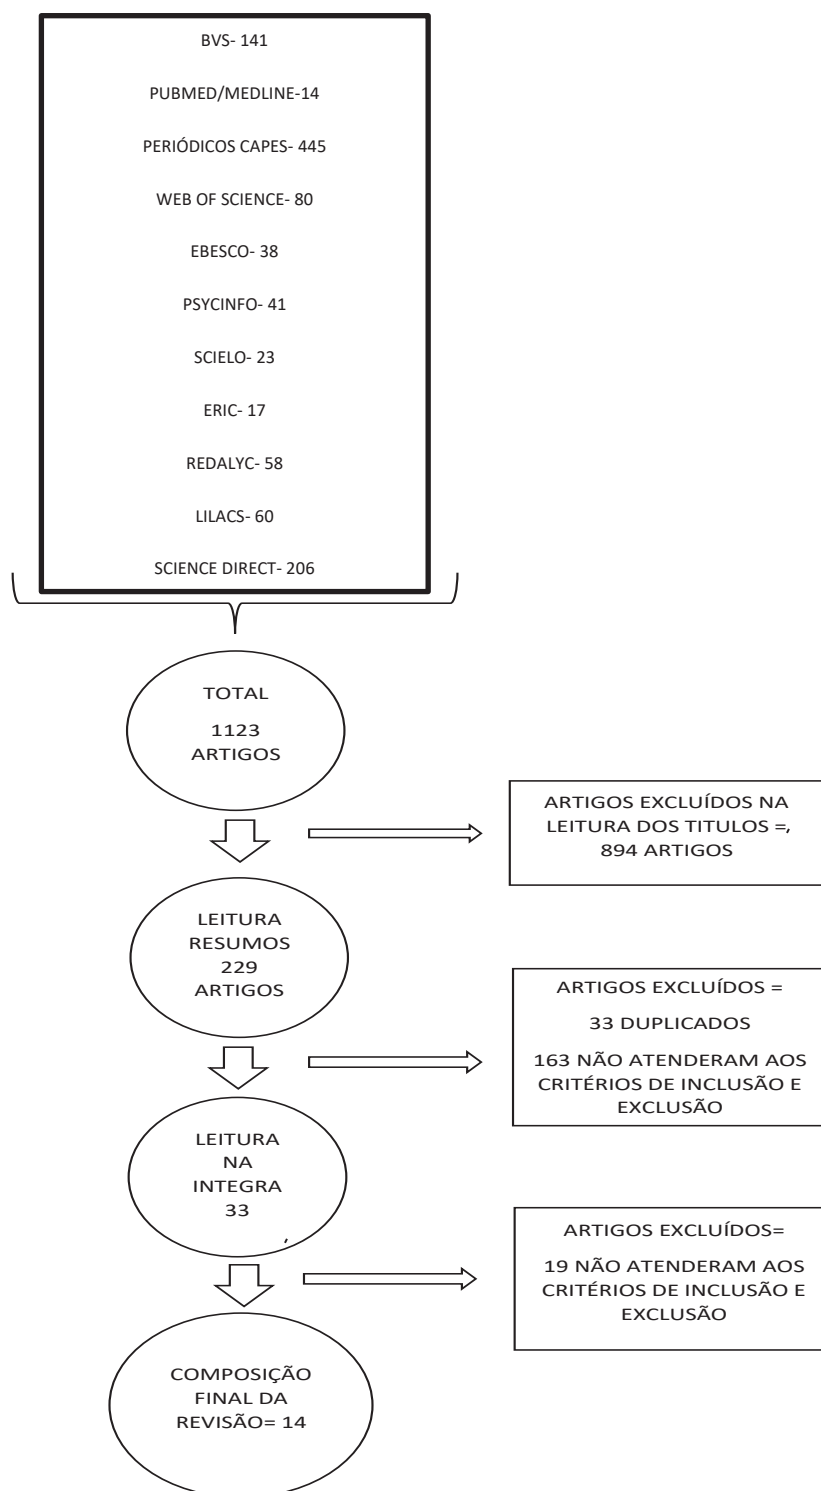 BVS- 141
PUBMED/MEDLINE-14
PERIÓDICOS CAPES- 445
WEB OF SCIENCE- 80
EBESCO- 38
PSYCINFO- 41
SCIELO- 23
ERIC- 17
REDALYC- 58
LILACS- 60
SCIENCE DIRECT- 206
TOTAL
1123
ARTIGOS
ARTIGOS EXCLUÍDOS NA
LEITURA DOS TITULOS =,
894 ARTIGOS
LEITURA
RESUMOS
229
ARTIGOS
ARTIGOS EXCLUÍDOS =
33 DUPLICADOS
163 NÃO ATENDERAM AOS
CRITÉRIOS DE INCLUSÃO E
EXCLUSÃO
LEITURA
NA
INTEGRA
33
,
ARTIGOS EXCLUÍDOS=
19 NÃO ATENDERAM AOS
CRITÉRIOS DE INCLUSÃO E
EXCLUSÃO
COMPOSIÇÃO
FINAL DA
REVISÃO= 14